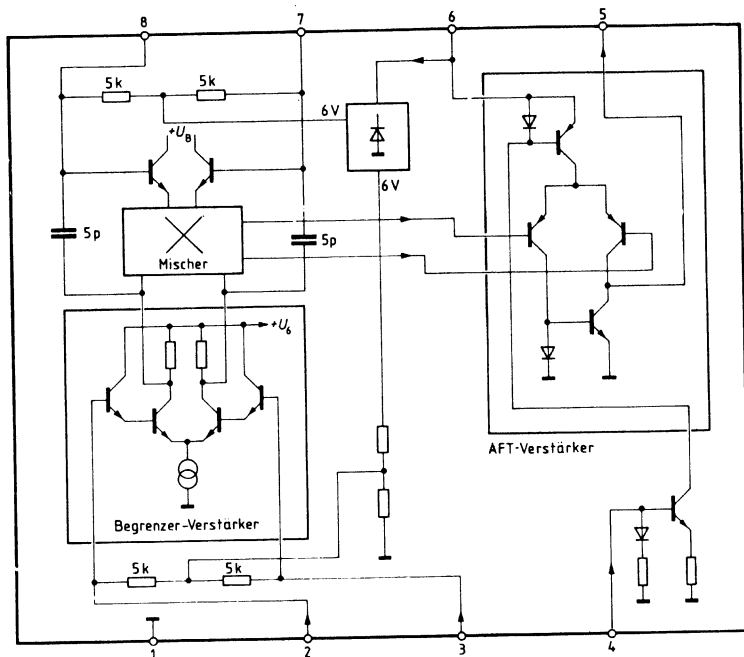 8
7
6
5
5k
5k
6V
+U_B
6V
5p
5p
Mischer
+U_6
AFT-Verstärker
Begrenzer-Verstärker
5k
5k
1
2
3
4